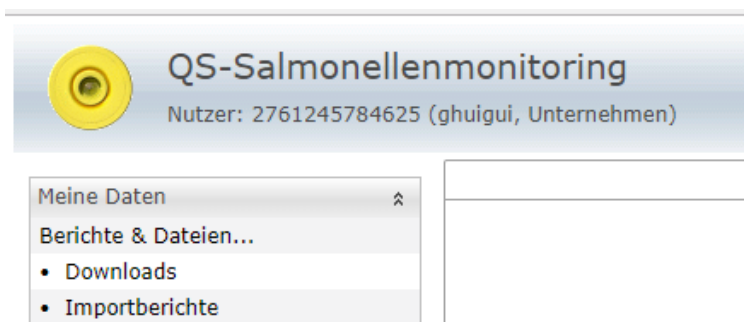 QS-Salmonellenmonitoring
Nutzer: 2761245784625 (ghuigui, Unternehmen)
Meine Daten
Berichte & Dateien...
• Downloads
• Importberichte